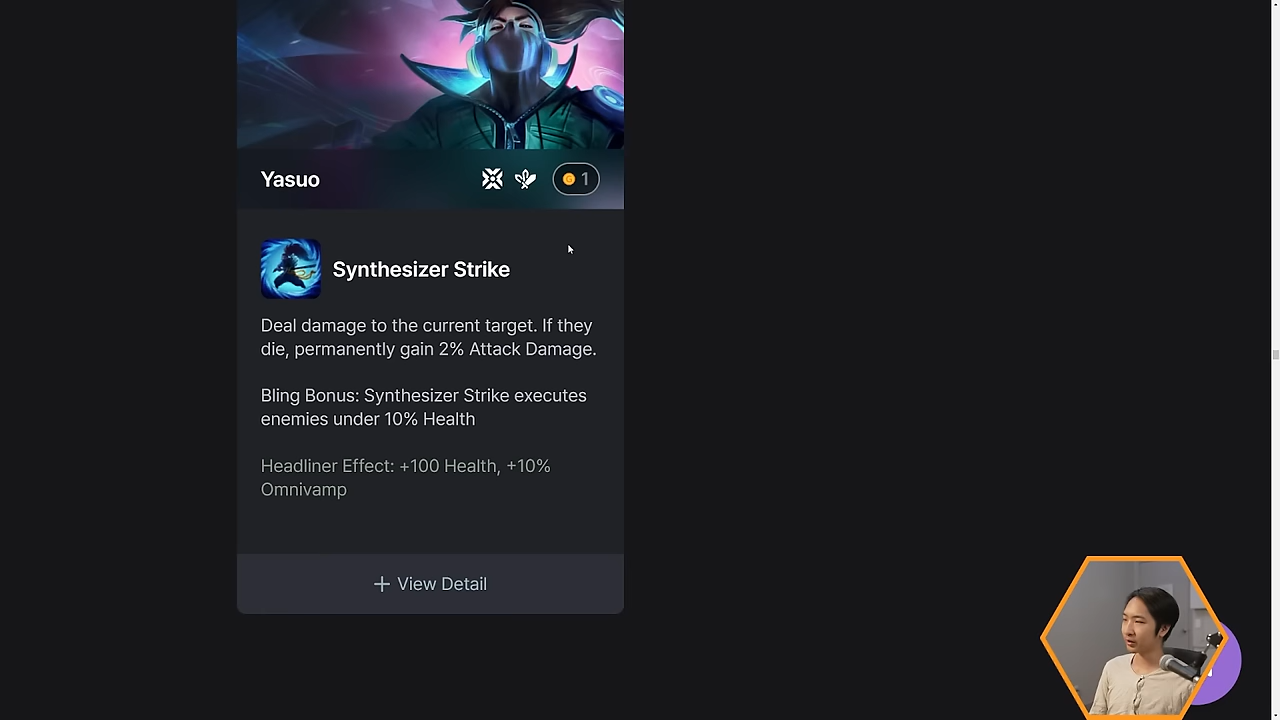 Yasuo
1
Synthesizer Strike
Deal damage to the current target. If they
die, permanently gain 2% Attack Damage.
Bling Bonus: Synthesizer Strike executes
enemies under 10% Health
Headliner Effect: +100 Health, +10%
Omnivamp
+ View Detail